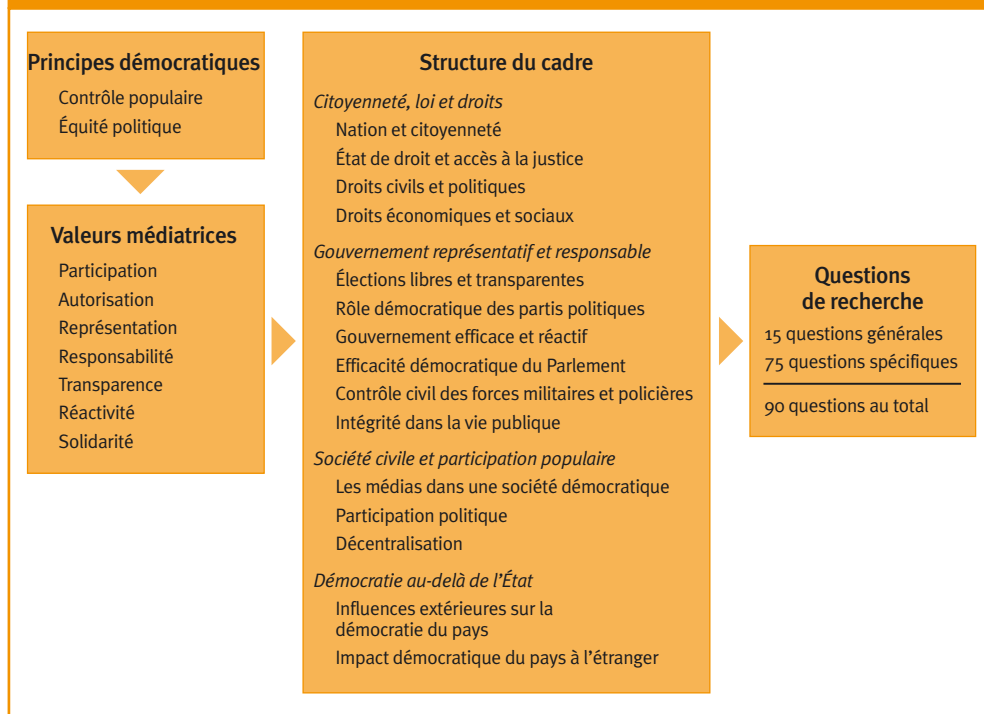 Principes démocratiques
Contrôle populaire
Équité politique
Valeurs médiatrices
Participation
Autorisation
Représentation
Responsabilité
Transparence
Réactivité
Solidarité
Structure du cadre
Citoyenneté, loi et droits
Nation et citoyenneté
État de droit et accès à la justice
Droits civils et politiques
Droits économiques et sociaux
Gouvernement représentatif et responsable
Élections libres et transparentes
Rôle démocratique des partis politiques
Gouvernement efficace et réactif
Efficacité démocratique du Parlement
Contrôle civil des forces militaires et policières
Intégrité dans la vie publique
Société civile et participation populaire
Les médias dans une société démocratique
Participation politique
Décentralisation
Démocratie au-delà de l’État
Influences extérieures sur la
démocratie du pays
Impact démocratique du pays à l’étranger
Questions
de recherche
15 questions générales
75 questions spécifiques
90 questions au total